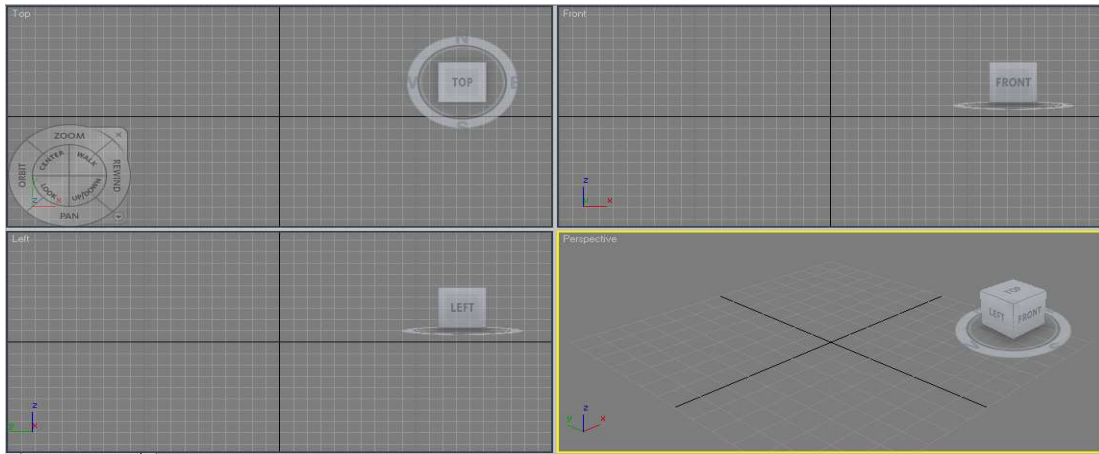 Top
N
W
TOP
E
S
ZOOM
CENTER
WALK
ORBIT
REWIND
LOOK
UP/DOWN
PAN
z
x
Front
FRONT
z
x
Left
LEFT
z
y
x
Perspective
TOP
LEFT
FRONT
S
z
y
x